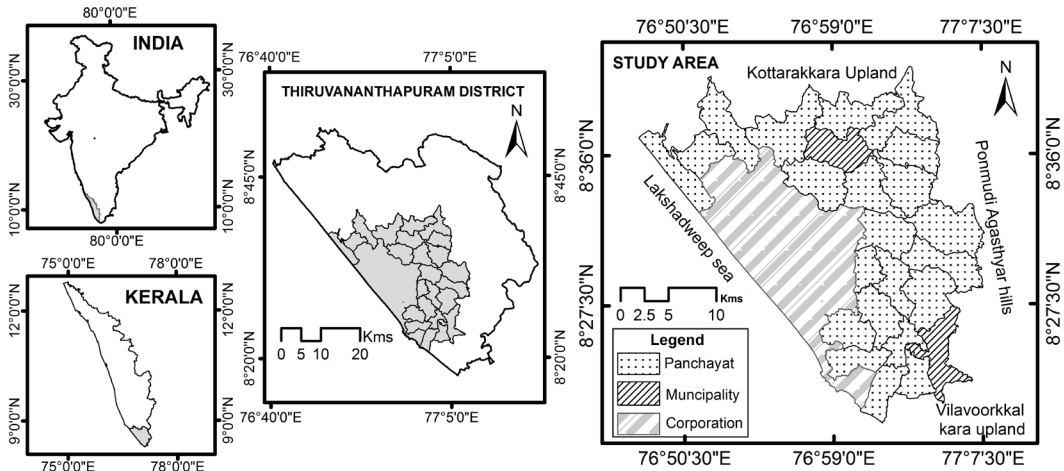 80°0'0"E
INDIA
30°0'0"N
30°0'0"N
10°0'0"N
10°0'0"N
80°0'0"E
75°0'0"E
78°0'0"E
KERALA
12°0'0"N
12°0'0"N
9°0'0"N
9°0'0"N
75°0'0"E
78°0'0"E
76°40'0"E
77°5'0"E
THIRUVANANTHAPURAM DISTRICT
N
8°45'0"N
8°45'0"N
Kms
0 5 10 20
8°20'0"N
8°20'0"N
76°40'0"E
77°5'0"E
76°50'30"E
76°59'0"E
77°7'30"E
STUDY AREA
Kottarakkara Upland
N
8°36'0"N
8°36'0"N
Lakshadweep sea
Ponmudi Agasthyar hills
8°27'30"N
8°27'30"N
Kms
0 2.5 5 10
Legend
Panchayat
Muncipality
Corporation
Vilavoorkkal
kara upland
76°50'30"E
76°59'0"E
77°7'30"E